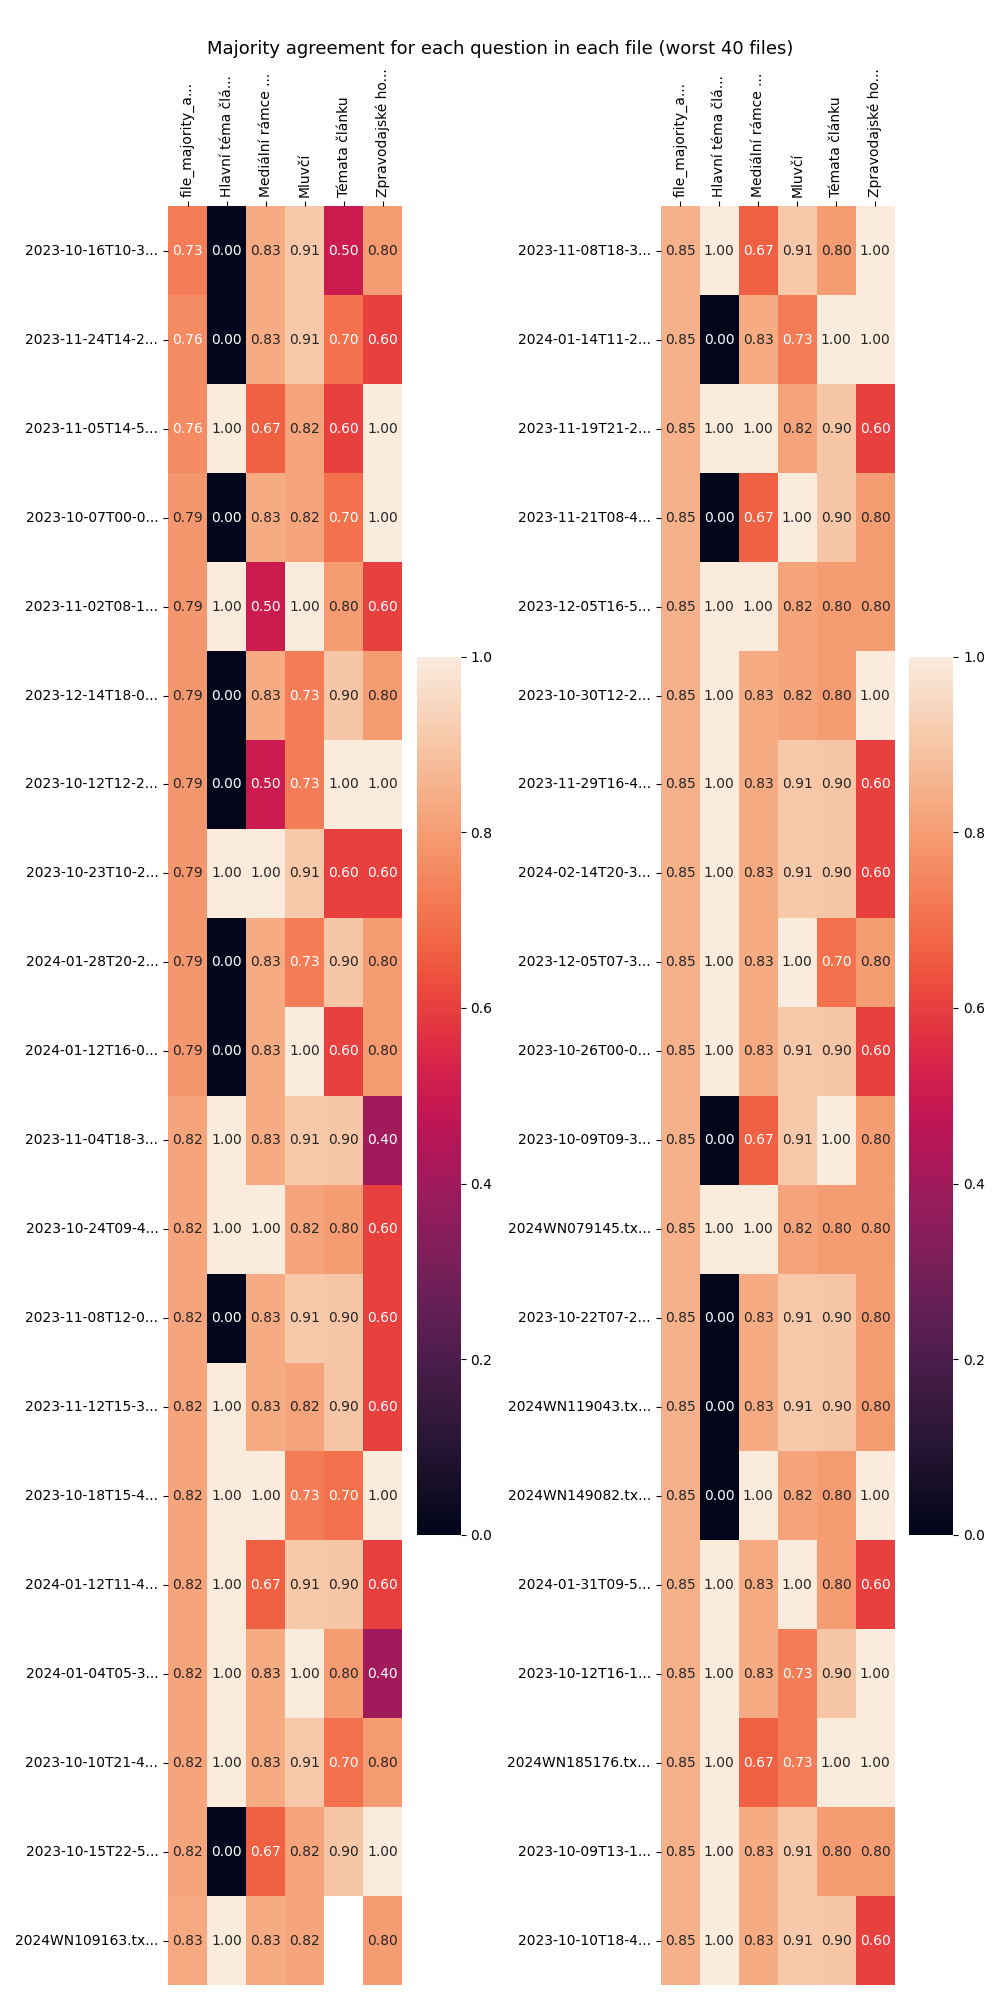 Majority agreement for each question in each file (worst 40 files)
file_majority_a... Hlavní téma člá... Mediální rámce ... Mluvčí Témata článku Zpravodajské ho...
2023-10-16T10-3... 0.73 0.00 0.83 0.91 0.50 0.80
2023-11-24T14-2... 0.76 0.00 0.83 0.91 0.70 0.60
2023-11-05T14-5... 0.76 1.00 0.67 0.82 0.60 1.00
2023-10-07T00-0... 0.79 0.00 0.83 0.82 0.70 1.00
2023-11-02T08-1... 0.79 1.00 0.50 1.00 0.80 0.60
2023-12-14T18-0... 0.79 0.00 0.83 0.73 0.90 0.80
2023-10-12T12-2... 0.79 0.00 0.50 0.73 1.00 1.00
2023-10-23T10-2... 0.79 1.00 1.00 0.91 0.60 0.60
2024-01-28T20-2... 0.79 0.00 0.83 0.73 0.90 0.80
2024-01-12T16-0... 0.79 0.00 0.83 1.00 0.60 0.80
2023-11-04T18-3... 0.82 1.00 0.83 0.91 0.90 0.40
2023-10-24T09-4... 0.82 1.00 1.00 0.82 0.80 0.60
2023-11-08T12-0... 0.82 0.00 0.83 0.91 0.90 0.60
2023-11-12T15-3... 0.82 1.00 0.83 0.82 0.90 0.60
2023-10-18T15-4... 0.82 1.00 1.00 0.73 0.70 1.00
2024-01-12T11-4... 0.82 1.00 0.67 0.91 0.90 0.60
2024-01-04T05-3... 0.82 1.00 0.83 1.00 0.80 0.40
2023-10-10T21-4... 0.82 1.00 0.83 0.91 0.70 0.80
2023-10-15T22-5... 0.82 0.00 0.67 0.82 0.90 1.00
2024WN109163.tx... 0.83 1.00 0.83 0.82 0.80
1.0
0.8
0.6
0.4
0.2
0.0
file_majority_a... Hlavní téma člá... Mediální rámce ... Mluvčí Témata článku Zpravodajské ho...
2023-11-08T18-3... 0.85 1.00 0.67 0.91 0.80 1.00
2024-01-14T11-2... 0.85 0.00 0.83 0.73 1.00 1.00
2023-11-19T21-2... 0.85 1.00 1.00 0.82 0.90 0.60
2023-11-21T08-4... 0.85 0.00 0.67 1.00 0.90 0.80
2023-12-05T16-5... 0.85 1.00 1.00 0.82 0.80 0.80
2023-10-30T12-2... 0.85 1.00 0.83 0.82 0.80 1.00
2023-11-29T16-4... 0.85 1.00 0.83 0.91 0.90 0.60
2024-02-14T20-3... 0.85 1.00 0.83 0.91 0.90 0.60
2023-12-05T07-3... 0.85 1.00 0.83 1.00 0.70 0.80
2023-10-26T00-0... 0.85 1.00 0.83 0.91 0.90 0.60
2023-10-09T09-3... 0.85 0.00 0.67 0.91 1.00 0.80
2024WN079145.tx... 0.85 1.00 1.00 0.82 0.80 0.80
2023-10-22T07-2... 0.85 0.00 0.83 0.91 0.90 0.80
2024WN119043.tx... 0.85 0.00 0.83 0.91 0.90 0.80
2024WN149082.tx... 0.85 0.00 1.00 0.82 0.80 1.00
2024-01-31T09-5... 0.85 1.00 0.83 1.00 0.80 0.60
2023-10-12T16-1... 0.85 1.00 0.83 0.73 0.90 1.00
2024WN185176.tx... 0.85 1.00 0.67 0.73 1.00 1.00
2023-10-09T13-1... 0.85 1.00 0.83 0.91 0.80 0.80
2023-10-10T18-4... 0.85 1.00 0.83 0.91 0.90 0.60
1.0
0.8
0.6
0.4
0.2
0.0